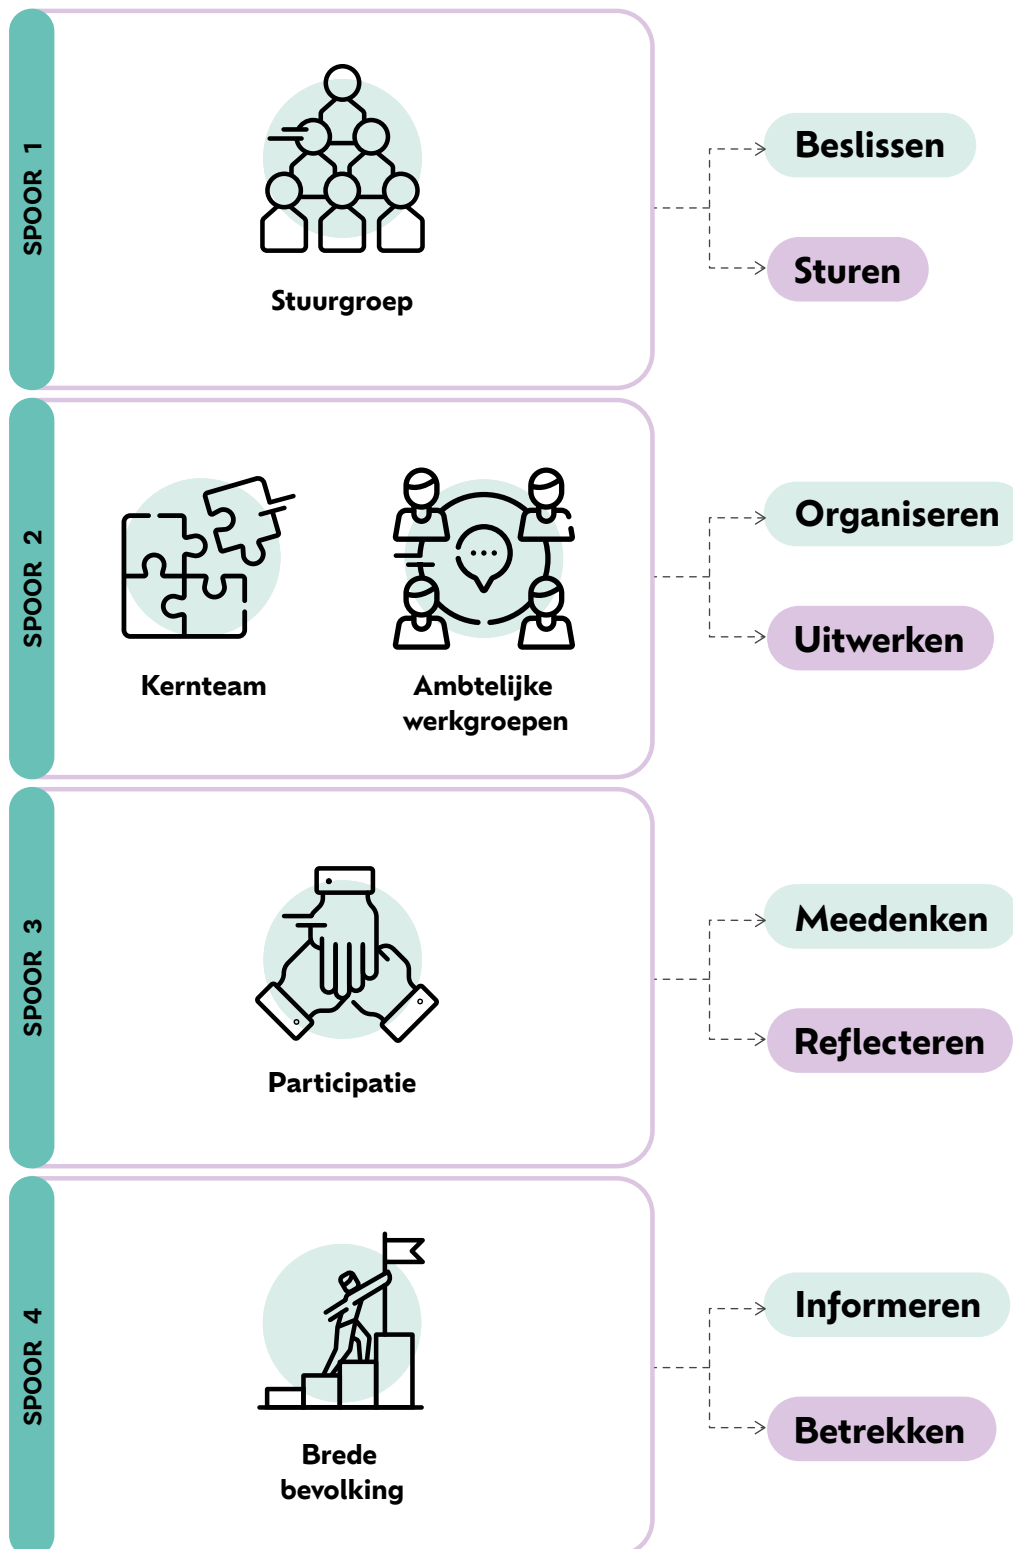 SPOOR 1
Stuurgroep
Beslissen
Sturen
SPOOR 2
Kernteam
Ambtelijke
werkgroepen
Organiseren
Uitwerken
SPOOR 3
Participatie
Meedenken
Reflecteren
SPOOR 4
Brede
bevolking
Informeren
Betrekken